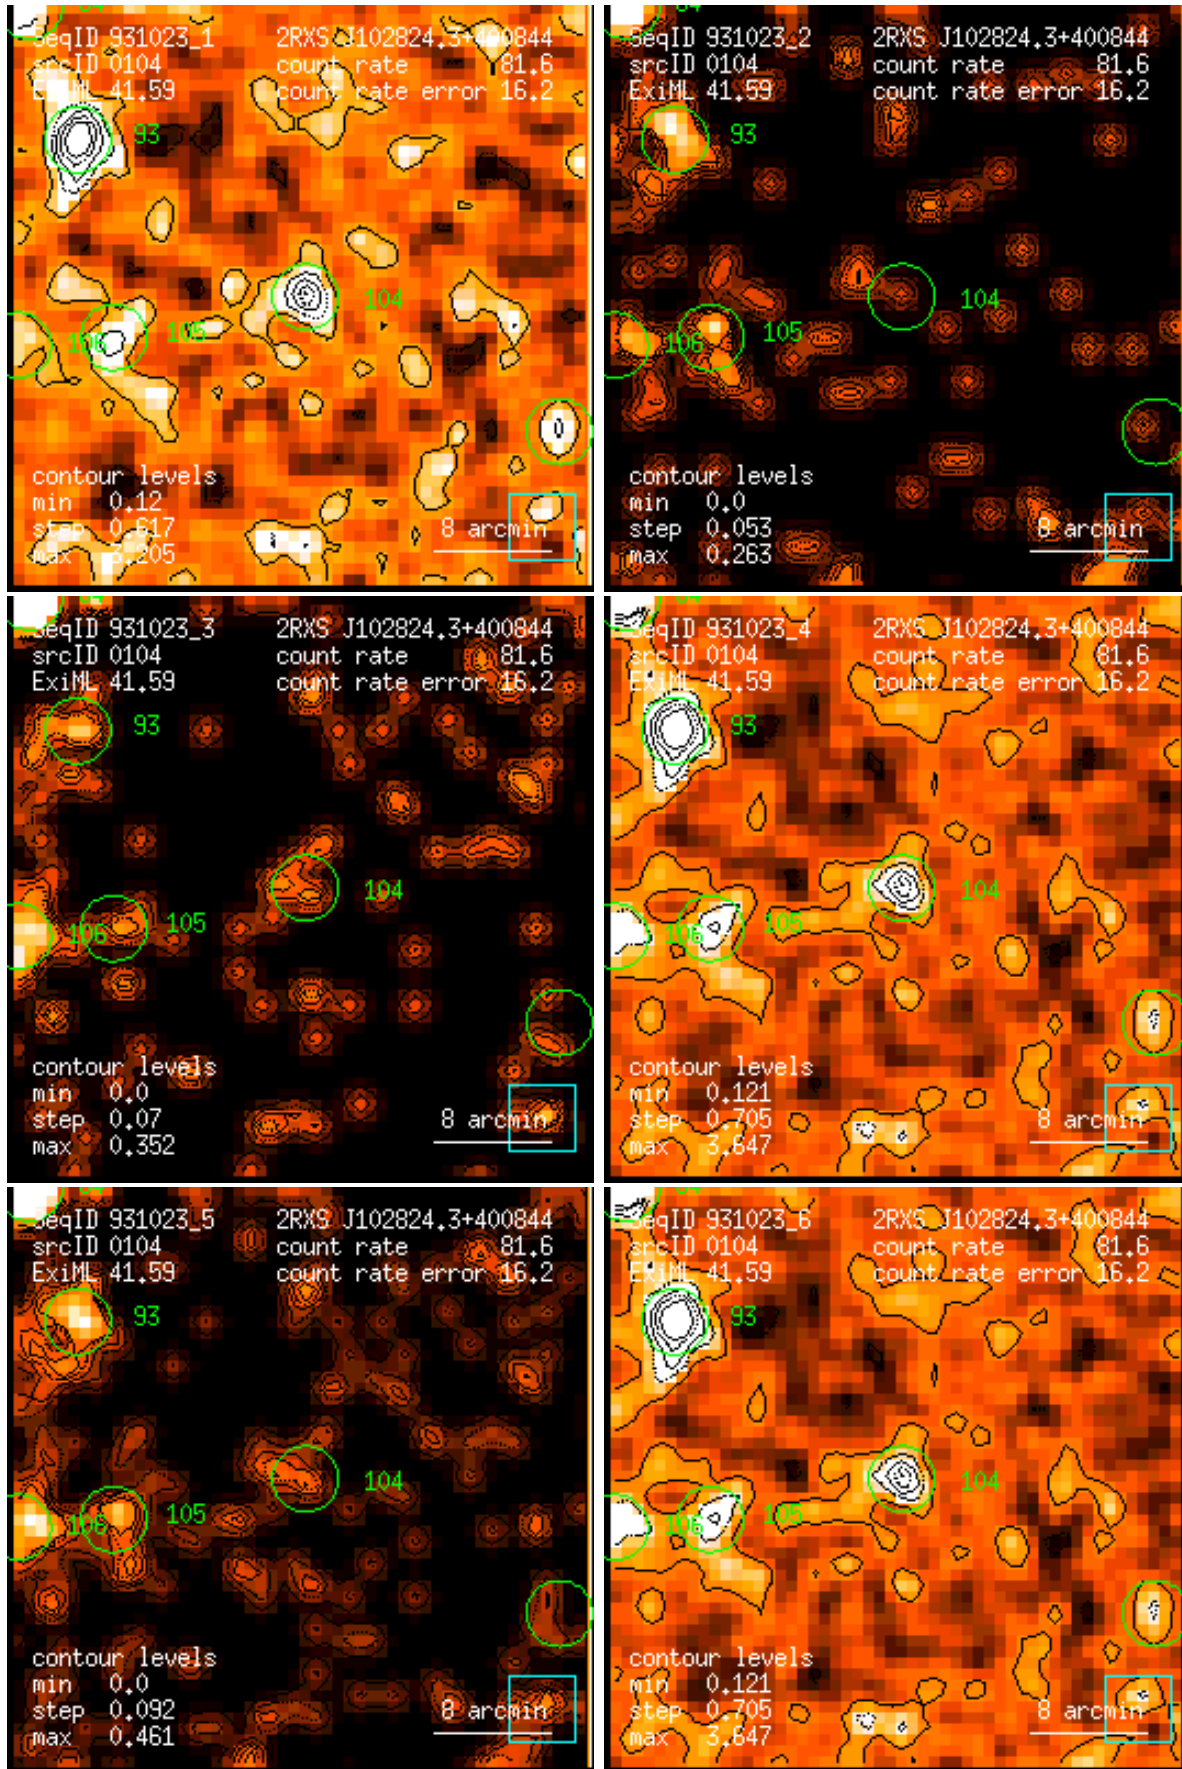 SeqID 931023_1 2RXS J102824.3+400844
srcID 0104 count rate 81.6
ExiML 41.59 count rate error 16.2
93
104
105
106
contour levels
min 0.12
step 0.617
8 arcmin
max 3.205
SeqID 931023_2 2RXS J102824.3+400844
srcID 0104 count rate 81.6
ExiML 41.59 count rate error 16.2
93
104
105
106
contour levels
min 0.0
step 0.053
8 arcmin
max 0.263
SeqID 931023_3 2RXS J102824.3+400844
srcID 0104 count rate 81.6
ExiML 41.59 count rate error 16.2
93
104
105
106
contour levels
min 0.0
step 0.07
8 arcmin
max 0.352
SeqID 931023_4 2RXS J102824.3+400844
srcID 0104 count rate 81.6
ExiML 41.59 count rate error 16.2
93
104
105
106
contour levels
min 0.121
step 0.705
8 arcmin
max 3.647
SeqID 931023_5 2RXS J102824.3+400844
srcID 0104 count rate 81.6
ExiML 41.59 count rate error 16.2
93
104
105
106
contour levels
min 0.0
step 0.092
8 arcmin
max 0.461
SeqID 931023_6 2RXS J102824.3+400844
srcID 0104 count rate 81.6
ExiML 41.59 count rate error 16.2
93
104
105
106
contour levels
min 0.121
step 0.705
8 arcmin
max 3.647